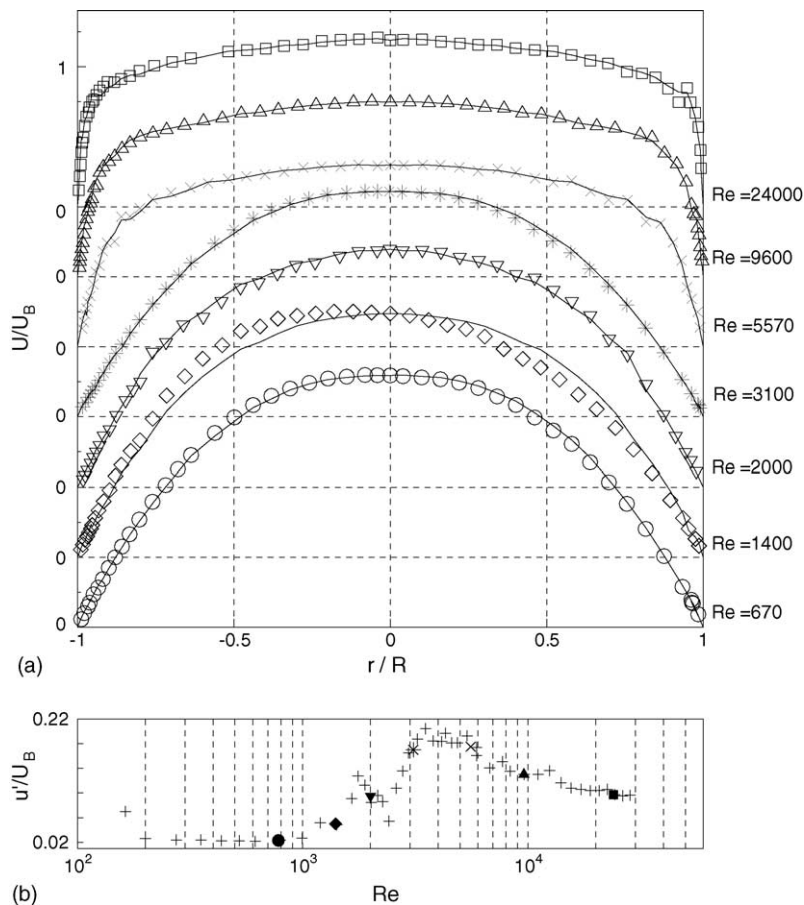 1
0
Re=24000
0
Re=9600
U/U_B
0
Re=5570
0
Re=3100
0
Re=2000
0
Re=1400
0
Re=670
-1 -0.5 0 0.5 1
(a) r / R
0.22
u'/U_B
0.02
10^2 10^3 10^4
(b) Re